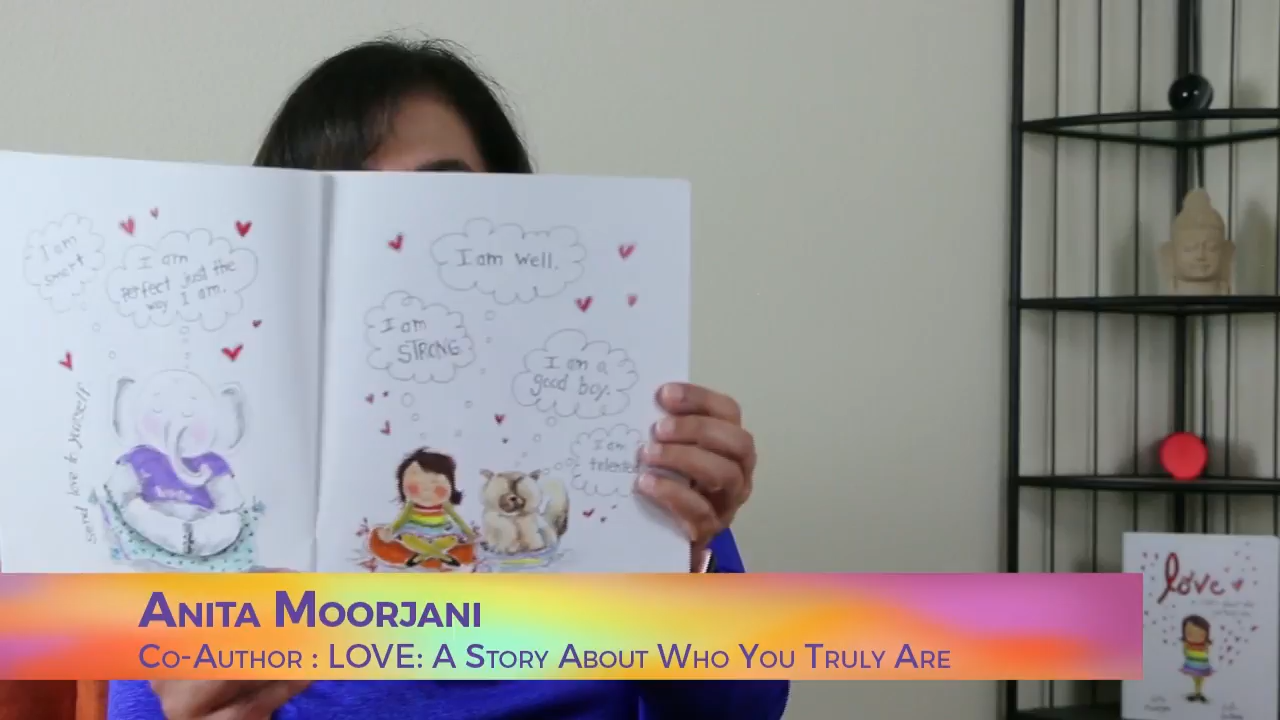 I am
smart
I am
perfect just the
way I am.
send love to yourself
I am well.
I am
STRONG
I am a
good boy.
I am
ANITA MOORJANI
CO-AUTHOR : LOVE: A STORY ABOUT WHO YOU TRULY ARE
love